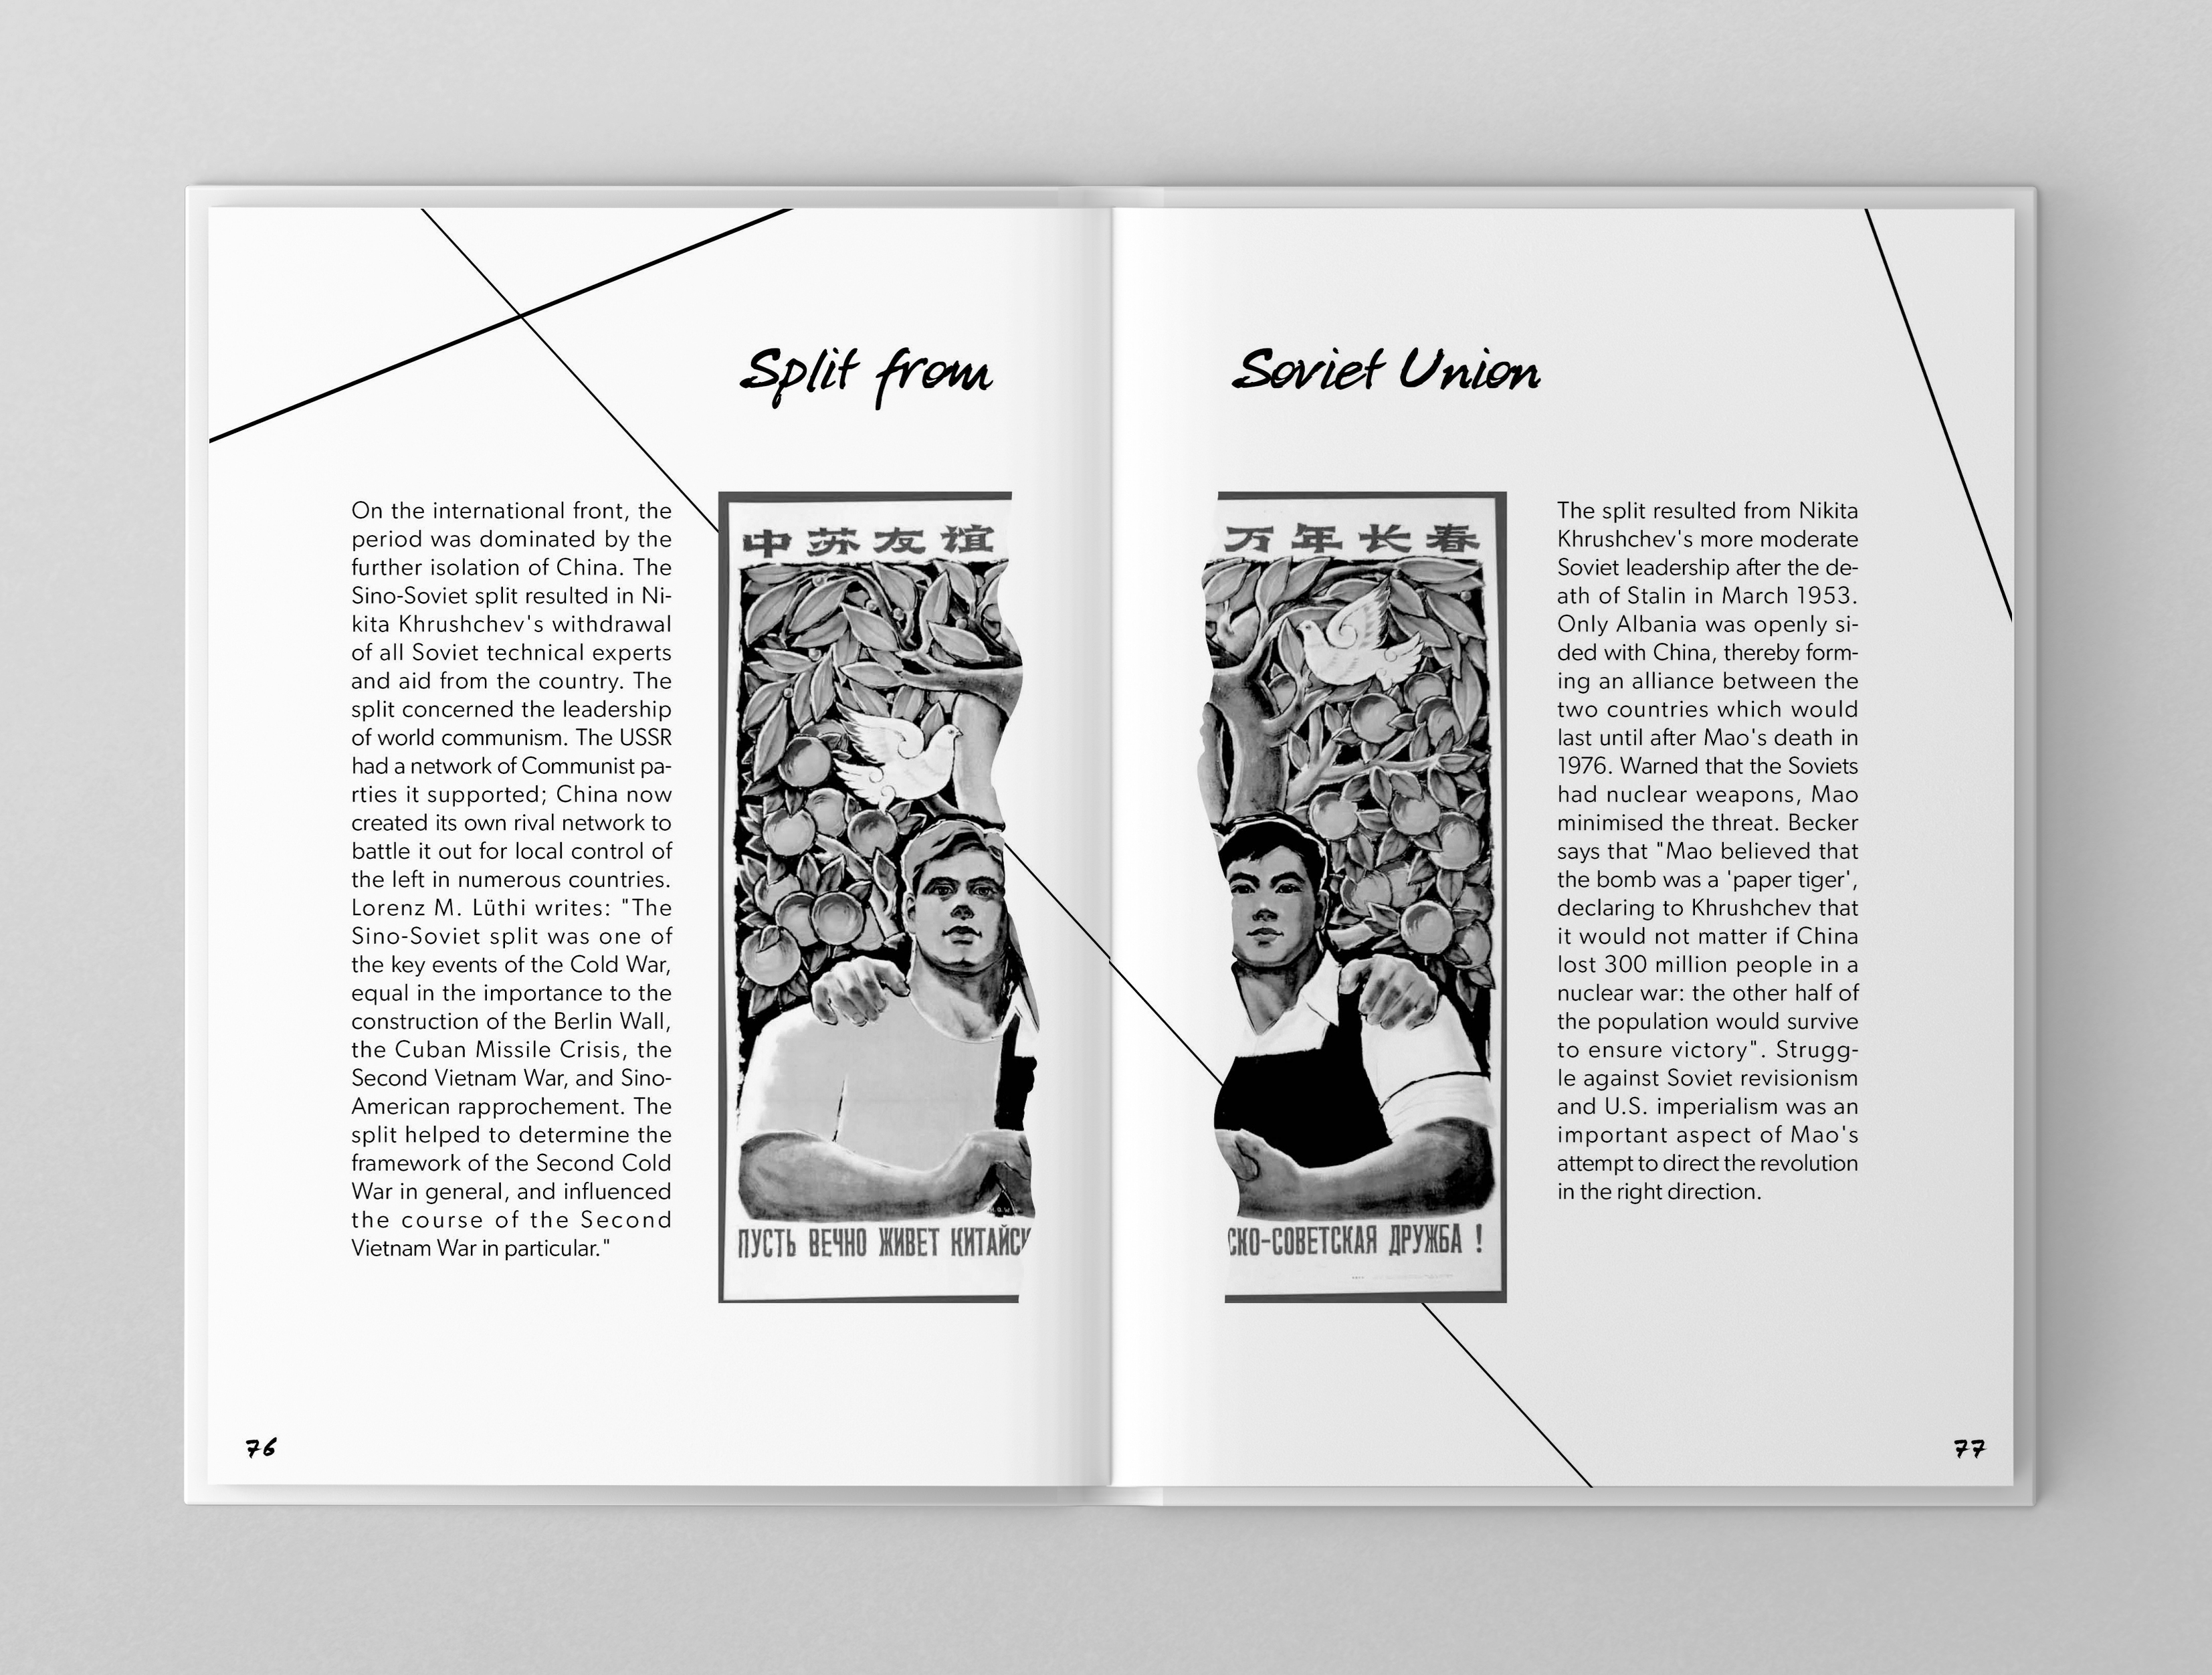 Split from
Soviet Union
On the international front, the
period was dominated by the
further isolation of China. The
Sino-Soviet split resulted in Ni-
kita Khrushchev's withdrawal
of all Soviet technical experts
and aid from the country. The
split concerned the leadership
of world communism. The USSR
had a network of Communist pa-
rties it supported; China now
created its own rival network to
battle it out for local control of
the left in numerous countries.
Lorenz M. Lüthi writes: "The
Sino-Soviet split was one of
the key events of the Cold War,
equal in the importance to the
construction of the Berlin Wall,
the Cuban Missile Crisis, the
Second Vietnam War, and Sino-
American rapprochement. The
split helped to determine the
framework of the Second Cold
War in general, and influenced
the course of the Second
Vietnam War in particular."
中苏友谊
ПУСТЬ ВЕЧНО ЖИВЕТ КИТАЙСК
万年长春
СКО-СОВЕТСКАЯ ДРУЖБА !
The split resulted from Nikita
Khrushchev's more moderate
Soviet leadership after the de-
ath of Stalin in March 1953.
Only Albania was openly si-
ded with China, thereby form-
ing an alliance between the
two countries which would
last until after Mao's death in
1976. Warned that the Soviets
had nuclear weapons, Mao
minimised the threat. Becker
says that "Mao believed that
the bomb was a 'paper tiger',
declaring to Khrushchev that
it would not matter if China
lost 300 million people in a
nuclear war: the other half of
the population would survive
to ensure victory". Strugg-
le against Soviet revisionism
and U.S. imperialism was an
important aspect of Mao's
attempt to direct the revolution
in the right direction.
76
77